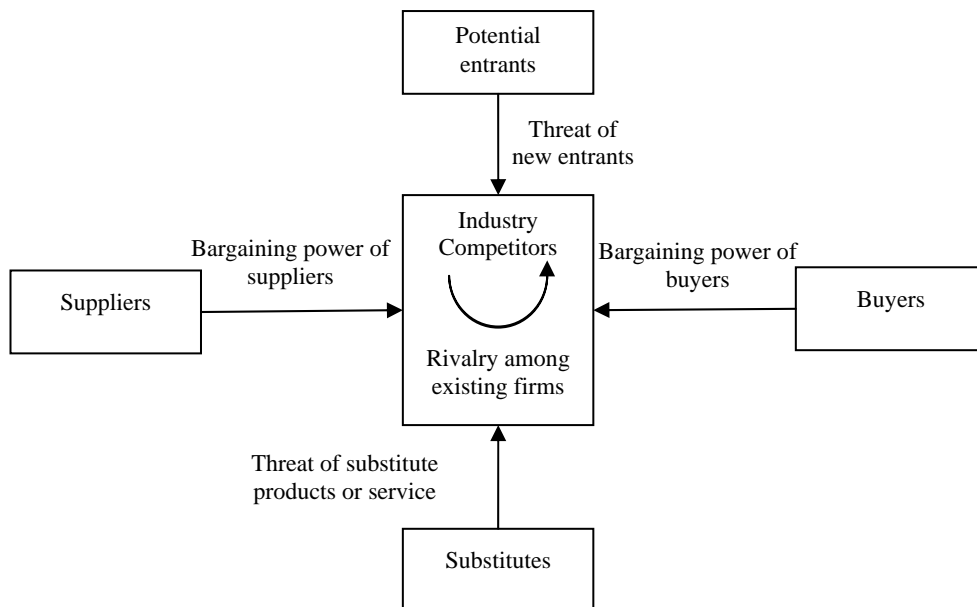 Potential
entrants
Threat of
new entrants
Industry
Competitors
Bargaining power of
suppliers
Bargaining power of
buyers
Suppliers
Buyers
Rivalry among
existing firms
Threat of substitute
products or service
Substitutes